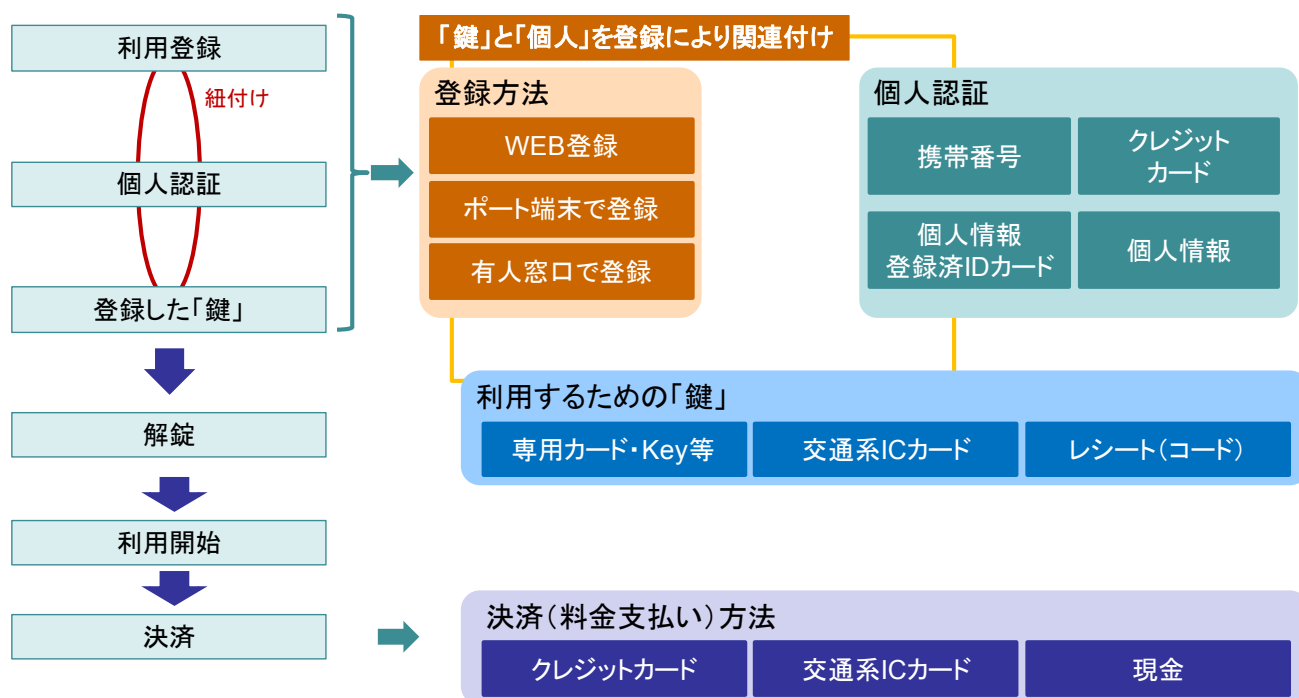 利用登録
紐付け
個人認証
登録した「鍵」
解錠
利用開始
決済
「鍵」と「個人」を登録により関連付け
登録方法
WEB登録
ポート端末で登録
有人窓口で登録
個人認証
携帯番号
クレジット
カード
個人情報
登録済IDカード
個人情報
利用するための「鍵」
専用カード・Key等
交通系ICカード
レシート(コード)
決済(料金支払い)方法
クレジットカード
交通系ICカード
現金